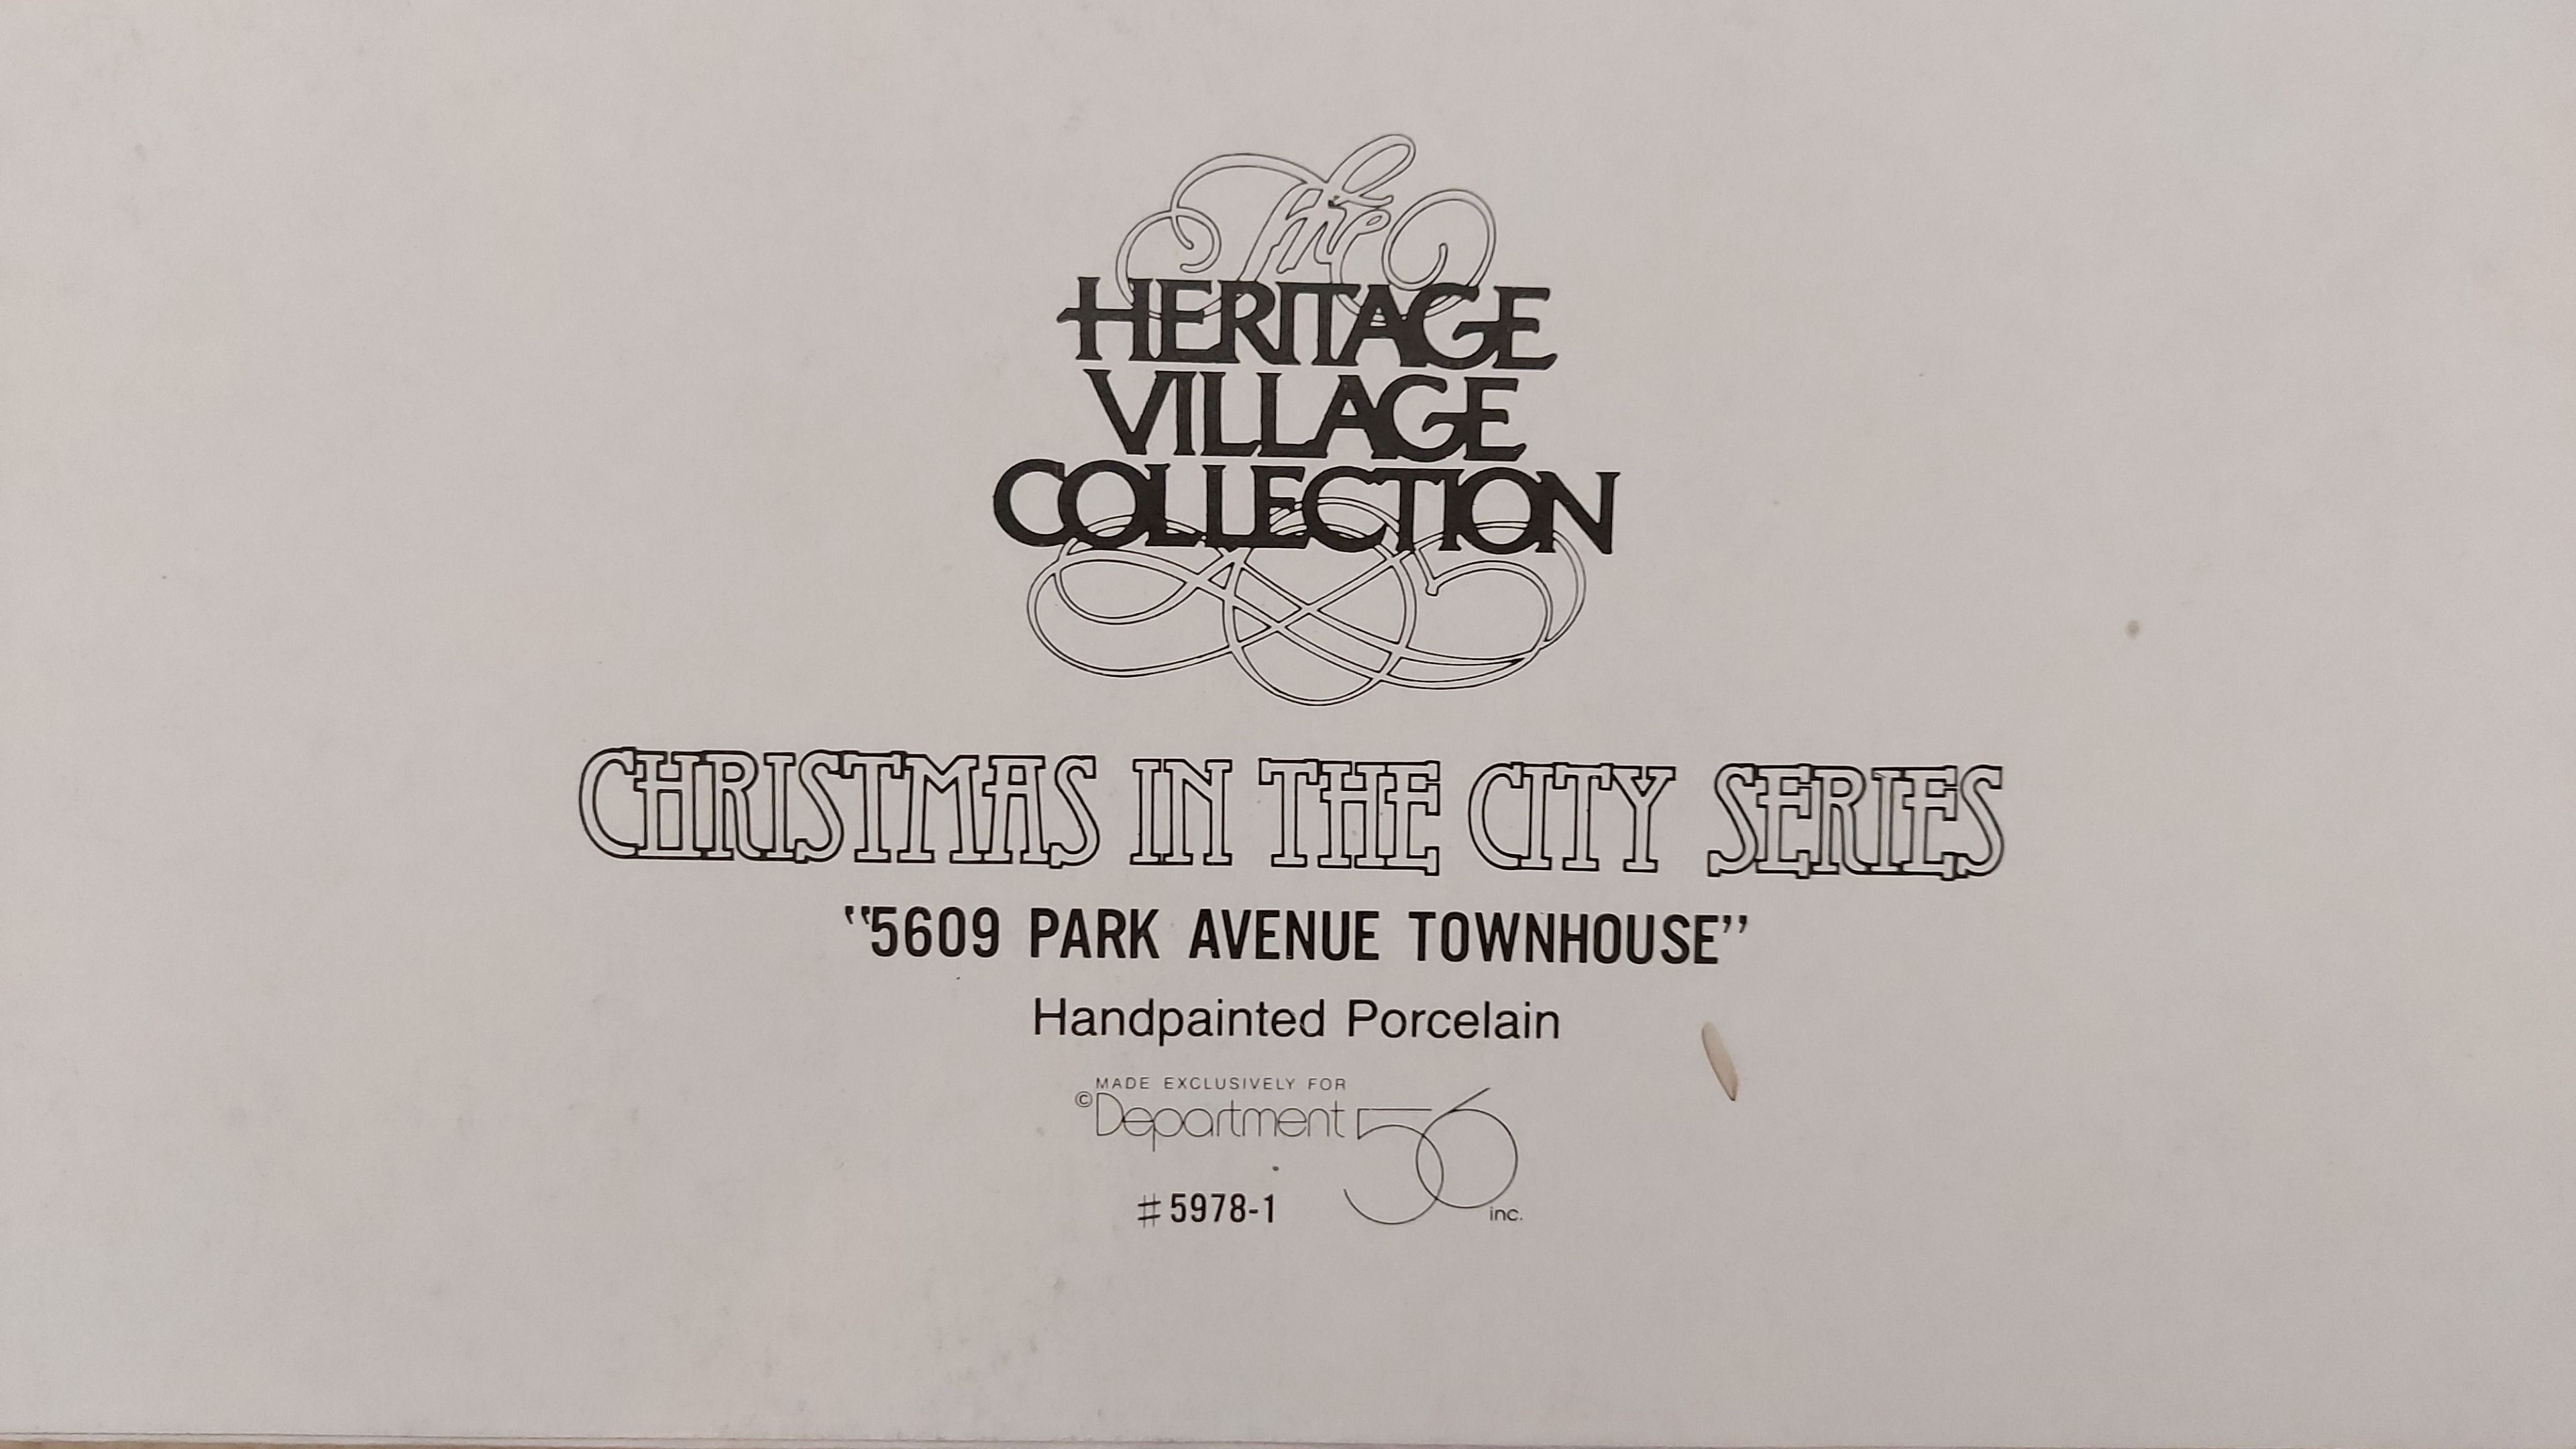 The
HERITAGE
VILLAGE
COLLECTION
CHRISTMAS IN THE CITY SERIES
"5609 PARK AVENUE TOWNHOUSE"
Handpainted Porcelain
MADE EXCLUSIVELY FOR
©Department 56
#5978-1
inc.